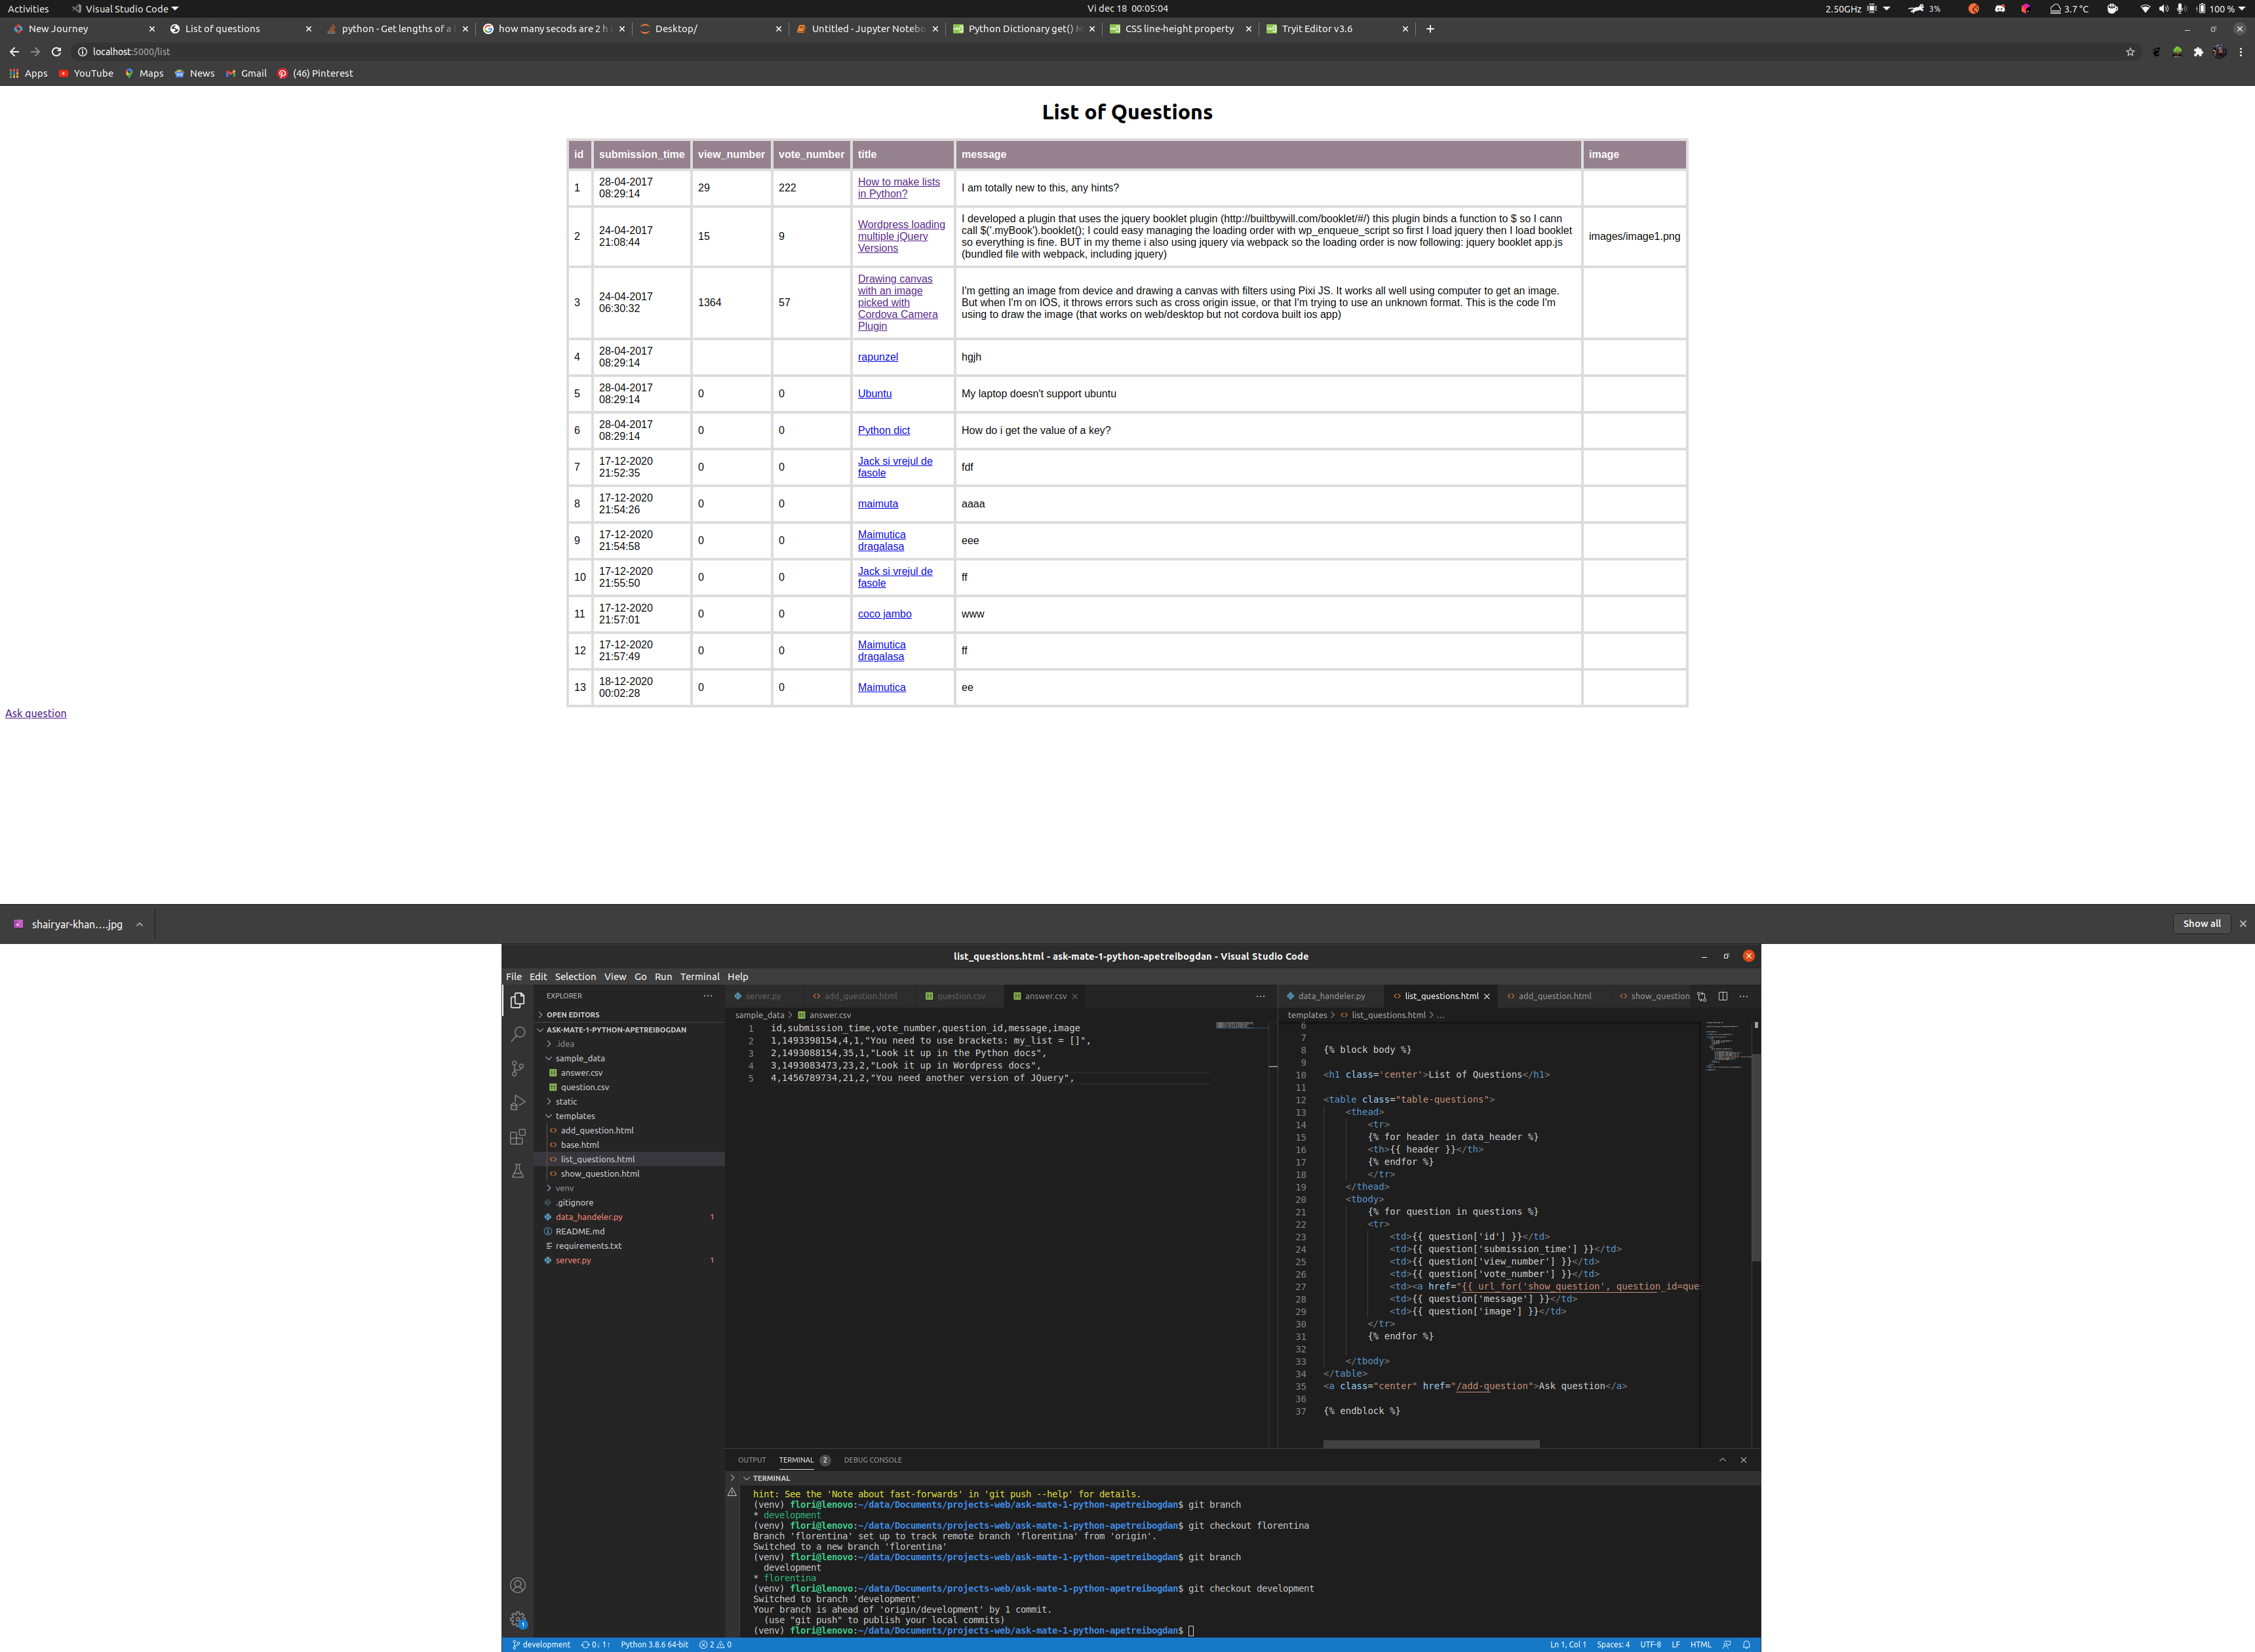 Activities Visual Studio Code Vi dec 18 00:05:04 2.50GHz 3% 3.7 °C 100 %
New Journey List of questions python - Get lengths of a how many secods are 2 h Desktop/ Untitled - Jupyter Notebo Python Dictionary get() M CSS line-height property Tryit Editor v3.6
localhost:5000/list
Apps YouTube Maps News Gmail (46) Pinterest
List of Questions
id submission_time view_number vote_number title message image
1 28-04-2017 08:29:14 29 222 How to make lists in Python? I am totally new to this, any hints?
2 24-04-2017 21:08:44 15 9 Wordpress loading multiple jQuery Versions I developed a plugin that uses the jquery booklet plugin (http://builtbywill.com/booklet/#/) this plugin binds a function to $ so I cann call $('.myBook').booklet(); I could easy managing the loading order with wp_enqueue_script so first I load jquery then I load booklet so everything is fine. BUT in my theme i also using jquery via webpack so the loading order is now following: jquery booklet app.js (bundled file with webpack, including jquery) images/image1.png
3 24-04-2017 06:30:32 1364 57 Drawing canvas with an image picked with Cordova Camera Plugin I'm getting an image from device and drawing a canvas with filters using Pixi JS. It works all well using computer to get an image. But when I'm on IOS, it throws errors such as cross origin issue, or that I'm trying to use an unknown format. This is the code I'm using to draw the image (that works on web/desktop but not cordova built ios app)
4 28-04-2017 08:29:14 rapunzel hgjh
5 28-04-2017 08:29:14 0 0 Ubuntu My laptop doesn't support ubuntu
6 28-04-2017 08:29:14 0 0 Python dict How do i get the value of a key?
7 17-12-2020 21:52:35 0 0 Jack si vrejul de fasole fdf
8 17-12-2020 21:54:26 0 0 maimuta aaaa
9 17-12-2020 21:54:58 0 0 Maimutica dragalasa eee
10 17-12-2020 21:55:50 0 0 Jack si vrejul de fasole ff
11 17-12-2020 21:57:01 0 0 coco jambo www
12 17-12-2020 21:57:49 0 0 Maimutica dragalasa ff
13 18-12-2020 00:02:28 0 0 Maimutica ee
Ask question
shairyar-khan....jpg Show all
list_questions.html - ask-mate-1-python-apetreibogdan - Visual Studio Code
File Edit Selection View Go Run Terminal Help
EXPLORER
OPEN EDITORS
ASK-MATE-1-PYTHON-APETREIBOGDAN
.idea
sample_data
answer.csv
question.csv
static
templates
add_question.html
base.html
list_questions.html
show_question.html
venv
.gitignore
data_handeler.py 1
README.md
requirements.txt
server.py 1
server.py add_question.html question.csv answer.csv
sample_data > answer.csv
1 id,submission_time,vote_number,question_id,message,image
2 1,1493398154,4,1,"You need to use brackets: my_list = []",
3 2,1493088154,35,1,"Look it up in the Python docs",
4 3,1493083473,23,2,"Look it up in Wordpress docs",
5 4,1456789734,21,2,"You need another version of JQuery",
data_handeler.py list_questions.html add_question.html show_question
templates > list_questions.html > ...
6
7
8 {% block body %}
9
10 <h1 class='center'>List of Questions</h1>
11
12 <table class="table-questions">
13 <thead>
14 <tr>
15 {% for header in data_header %}
16 <th>{{ header }}</th>
17 {% endfor %}
18 </tr>
19 </thead>
20 <tbody>
21 {% for question in questions %}
22 <tr>
23 <td>{{ question['id'] }}</td>
24 <td>{{ question['submission_time'] }}</td>
25 <td>{{ question['view_number'] }}</td>
26 <td>{{ question['vote_number'] }}</td>
27 <td><a href="{{ url_for('show_question', question_id=ques
28 <td>{{ question['message'] }}</td>
29 <td>{{ question['image'] }}</td>
30 </tr>
31 {% endfor %}
32
33 </tbody>
34 </table>
35 <a class="center" href="/add-question">Ask question</a>
36
37 {% endblock %}
OUTPUT TERMINAL 2 DEBUG CONSOLE
TERMINAL
hint: See the 'Note about fast-forwards' in 'git push --help' for details.
(venv) flori@lenovo:~/data/Documents/projects-web/ask-mate-1-python-apetreibogdan$ git branch
* development
(venv) flori@lenovo:~/data/Documents/projects-web/ask-mate-1-python-apetreibogdan$ git checkout florentina
Branch 'florentina' set up to track remote branch 'florentina' from 'origin'.
Switched to a new branch 'florentina'
(venv) flori@lenovo:~/data/Documents/projects-web/ask-mate-1-python-apetreibogdan$ git branch
development
* florentina
(venv) flori@lenovo:~/data/Documents/projects-web/ask-mate-1-python-apetreibogdan$ git checkout development
Switched to branch 'development'
Your branch is ahead of 'origin/development' by 1 commit.
(use "git push" to publish your local commits)
(venv) flori@lenovo:~/data/Documents/projects-web/ask-mate-1-python-apetreibogdan$
development 0↓ 1↑ Python 3.8.6 64-bit 2 0 Ln 1, Col 1 Spaces: 4 UTF-8 LF HTML